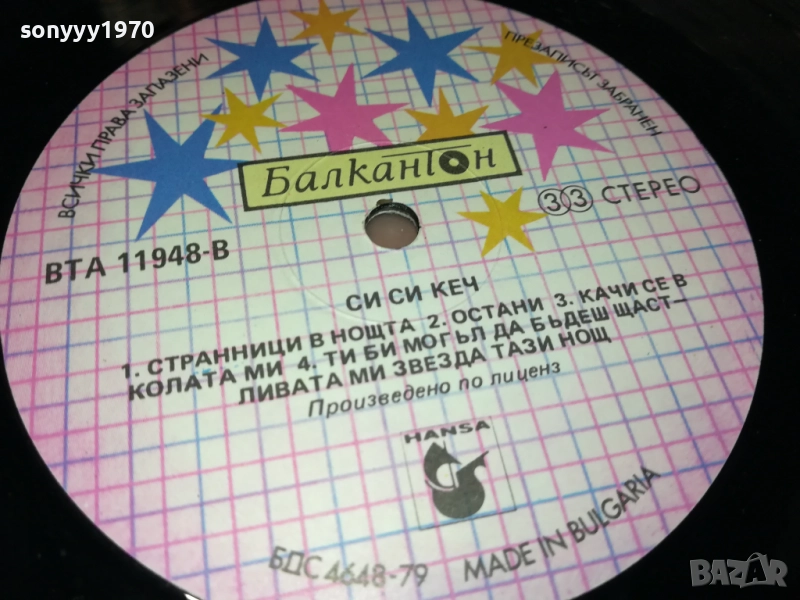 sonyyy1970
ВСИЧКИ ПРАВА ЗАПАЗЕНИ
ПРЕЗАПИСЪТ ЗАБРАНЕН
Балкантон
ВТА 11948-В
33 СТЕРЕО
СИ СИ КЕЧ
1. СТРАННИЦИ В НОЩТА 2. ОСТАНИ 3. КАЧИ СЕ В
КОЛАТА МИ 4. ТИ БИ МОГЪЛ ДА БЪДЕШ ЩАСТ-
ЛИВАТА МИ ЗВЕЗДА ТАЗИ НОЩ
Произведено по лиценз
HANSA
БДС 4648-79
MADE IN BULGARIA
BAZAR